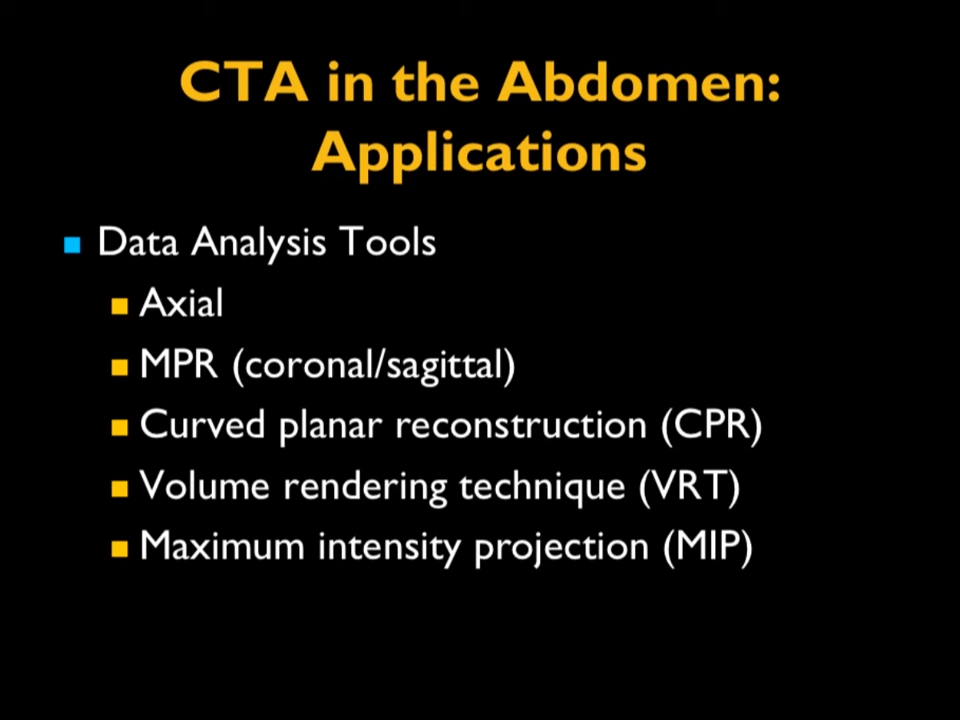 CTA in the Abdomen:
Applications
Data Analysis Tools
Axial
MPR (coronal/sagittal)
Curved planar reconstruction (CPR)
Volume rendering technique (VRT)
Maximum intensity projection (MIP)